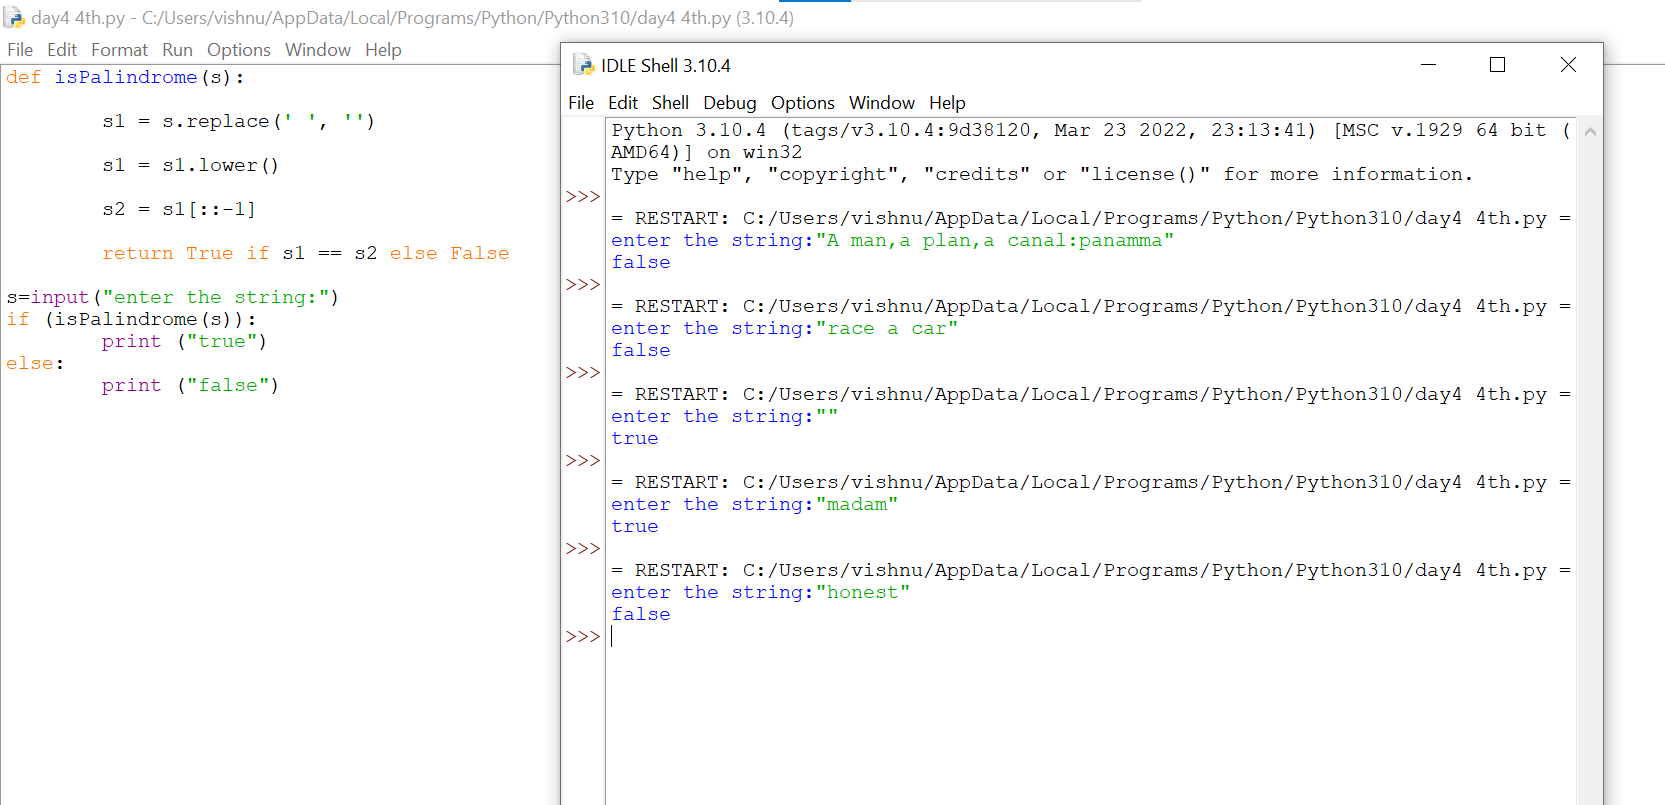 day4 4th.py - C:/Users/vishnu/AppData/Local/Programs/Python/Python310/day4 4th.py (3.10.4)
File Edit Format Run Options Window Help
def isPalindrome(s):
s1 = s.replace(' ', '')
s1 = s1.lower()
s2 = s1[::-1]
return True if s1 == s2 else False
s=input("enter the string:")
if (isPalindrome(s)):
print ("true")
else:
print ("false")
IDLE Shell 3.10.4
File Edit Shell Debug Options Window Help
Python 3.10.4 (tags/v3.10.4:9d38120, Mar 23 2022, 23:13:41) [MSC v.1929 64 bit (
AMD64)] on win32
Type "help", "copyright", "credits" or "license()" for more information.
>>>
= RESTART: C:/Users/vishnu/AppData/Local/Programs/Python/Python310/day4 4th.py =
enter the string:"A man,a plan,a canal:panamma"
false
>>>
= RESTART: C:/Users/vishnu/AppData/Local/Programs/Python/Python310/day4 4th.py =
enter the string:"race a car"
false
>>>
= RESTART: C:/Users/vishnu/AppData/Local/Programs/Python/Python310/day4 4th.py =
enter the string:""
true
>>>
= RESTART: C:/Users/vishnu/AppData/Local/Programs/Python/Python310/day4 4th.py =
enter the string:"madam"
true
>>>
= RESTART: C:/Users/vishnu/AppData/Local/Programs/Python/Python310/day4 4th.py =
enter the string:"honest"
false
>>>